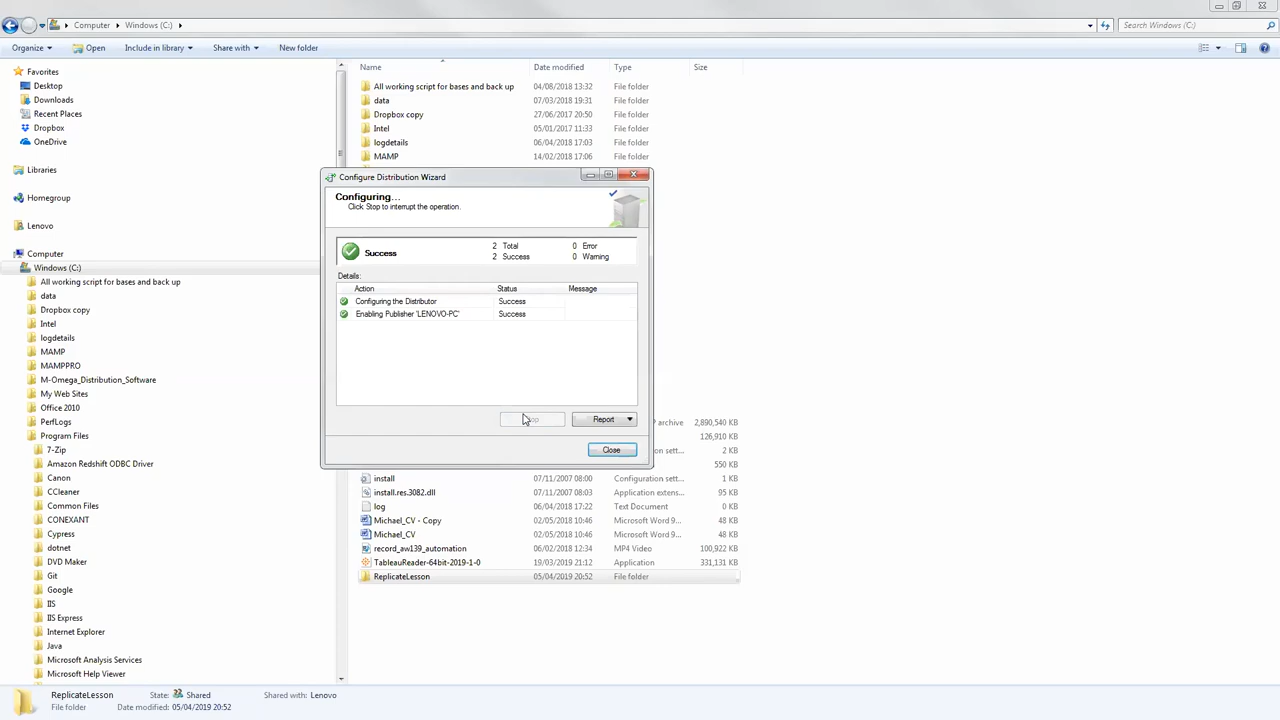 Computer Windows (C:) Search Windows (C:)
Organize Open Include in library Share with New folder
Favorites
Desktop
Downloads
Recent Places
Dropbox
OneDrive
Libraries
Homegroup
Lenovo
Computer
Windows (C:)
All working script for bases and back up
data
Dropbox copy
Intel
logdetails
MAMP
MAMPPRO
M-Omega_Distribution_Software
My Web Sites
Office 2010
PerfLogs
Program Files
7-Zip
Amazon Redshift ODBC Driver
Canon
CCleaner
Common Files
CONEXANT
Cypress
dotnet
DVD Maker
Git
Google
IIS
IIS Express
Internet Explorer
Java
Microsoft Analysis Services
Microsoft Help Viewer
Name Date modified Type Size
All working script for bases and back up 04/08/2018 13:32 File folder
data 07/03/2018 19:31 File folder
Dropbox copy 27/06/2017 20:50 File folder
Intel 05/01/2017 11:33 File folder
logdetails 06/04/2018 17:03 File folder
MAMP 14/02/2018 17:06 File folder
Configure Distribution Wizard
Configuring...
Click Stop to interrupt the operation.
Success 2 Total 0 Error
2 Success 0 Warning
Details:
Action Status Message
Configuring the Distributor Success
Enabling Publisher 'LENOVO-PC' Success
Report
Close
archive 2,890,540 KB
126,910 KB
on sett... 2 KB
550 KB
install 07/11/2007 08:00 Configuration sett... 1 KB
install.res.3082.dll 07/11/2007 08:03 Application extens... 95 KB
log 06/04/2018 17:22 Text Document 0 KB
Michael_CV - Copy 02/05/2018 10:46 Microsoft Word 9... 48 KB
Michael_CV 02/05/2018 10:46 Microsoft Word 9... 48 KB
record_aw139_automation 06/02/2018 12:34 MP4 Video 100,922 KB
TableauReader-64bit-2019-1-0 19/03/2019 21:12 Application 331,131 KB
ReplicateLesson 05/04/2019 20:52 File folder
ReplicateLesson State: Shared Shared with: Lenovo
File folder Date modified: 05/04/2019 20:52